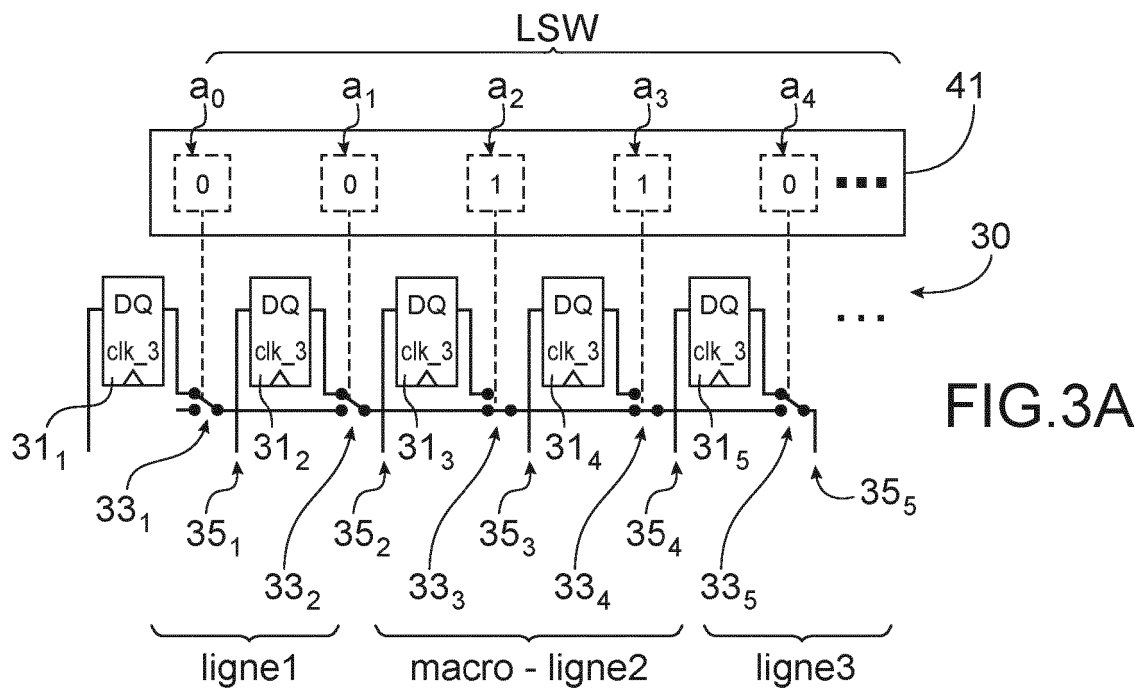 LSW
a0 a1 a2 a3 a4 41
0 0 1 1 0
30
DQ DQ DQ DQ DQ
clk_3 clk_3 clk_3 clk_3 clk_3
FIG.3A
311 312 313 314 315
331 351 332 352 333 353 334 354 335 355
ligne1 macro - ligne2 ligne3